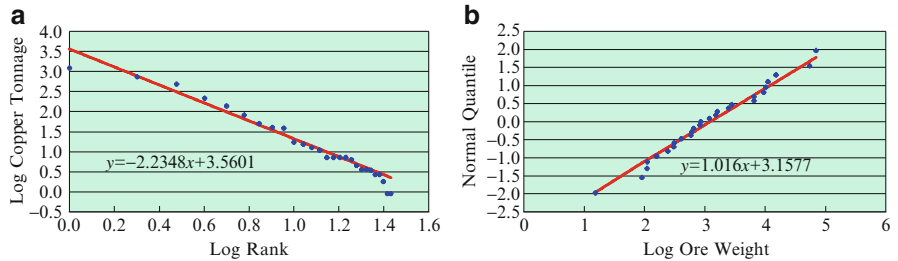 a
Log Copper Tonnage
4.0
3.5
3.0
2.5
2.0
1.5
1.0
0.5
0.0
−0.5
y=−2.2348x+3.5601
0.0 0.2 0.4 0.6 0.8 1.0 1.2 1.4 1.6
Log Rank
b
Normal Quantile
2.5
2.0
1.5
1.0
0.5
−0.0
−0.5
−1.0
−1.5
−2.0
−2.5
y=1.016x+3.1577
0 1 2 3 4 5 6
Log Ore Weight